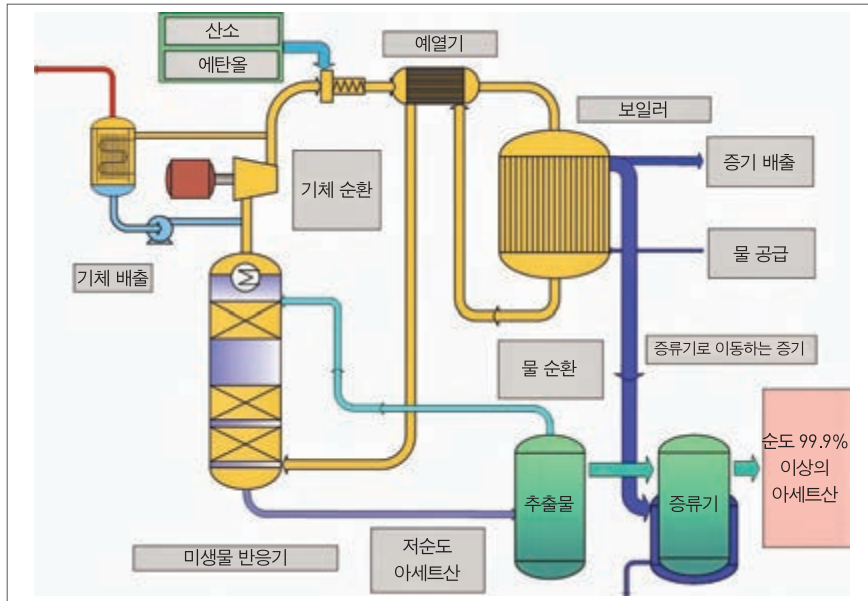 산소
에탄올
예열기
보일러
증기 배출
기체 순환
물 공급
기체 배출
물 순환
증류기로 이동하는 증기
순도 99.9%
이상의
아세트산
추출물
증류기
미생물 반응기
저순도
아세트산